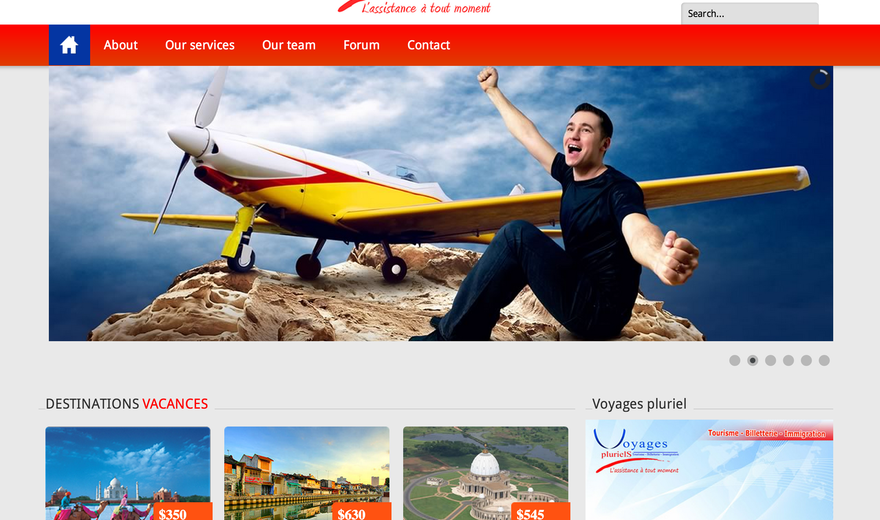 L'assistance à tout moment
Search...
About Our services Our team Forum Contact
DESTINATIONS VACANCES
Voyages pluriel
$350
$630
$545
Tourisme - Billetterie - Immigration
Voyages
plurielS
L'assistance à tout moment